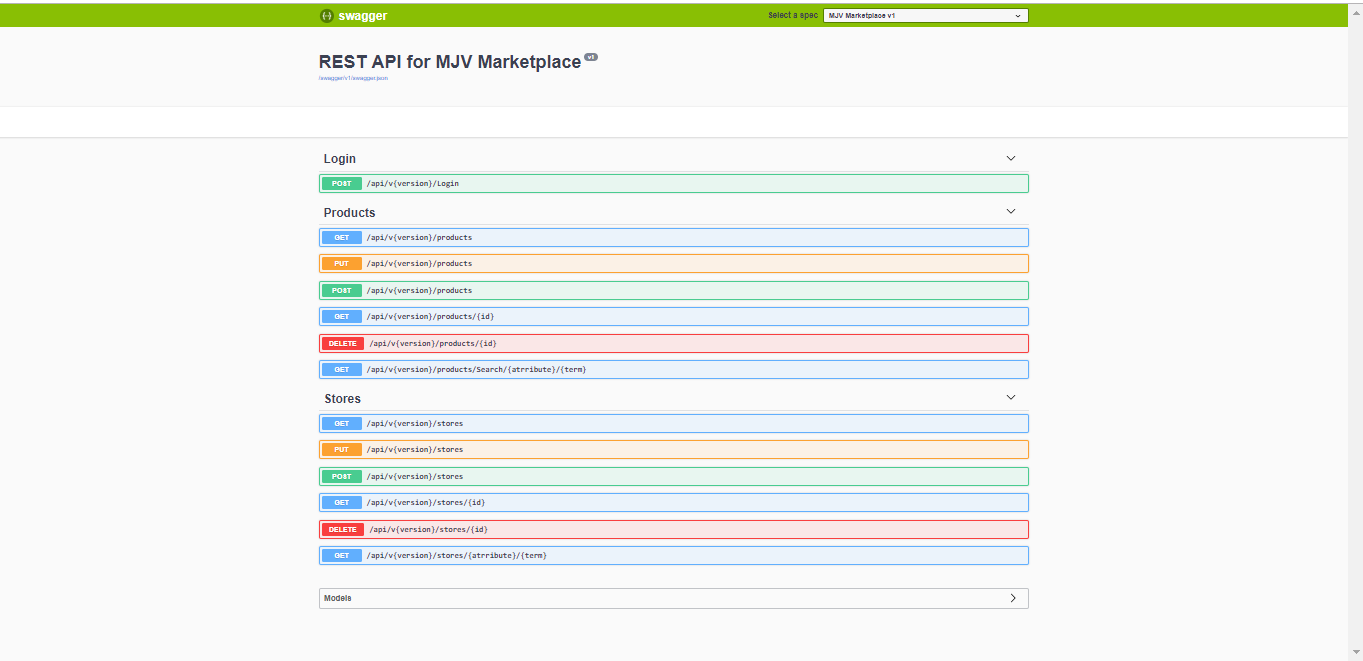 swagger
Select a spec MJV Marketplace v1
REST API for MJV Marketplace v1
/swagger/v1/swagger.json
Login
POST /api/v{version}/Login
Products
GET /api/v{version}/products
PUT /api/v{version}/products
POST /api/v{version}/products
GET /api/v{version}/products/{id}
DELETE /api/v{version}/products/{id}
GET /api/v{version}/products/Search/{atrribute}/{term}
Stores
GET /api/v{version}/stores
PUT /api/v{version}/stores
POST /api/v{version}/stores
GET /api/v{version}/stores/{id}
DELETE /api/v{version}/stores/{id}
GET /api/v{version}/stores/{atrribute}/{term}
Models